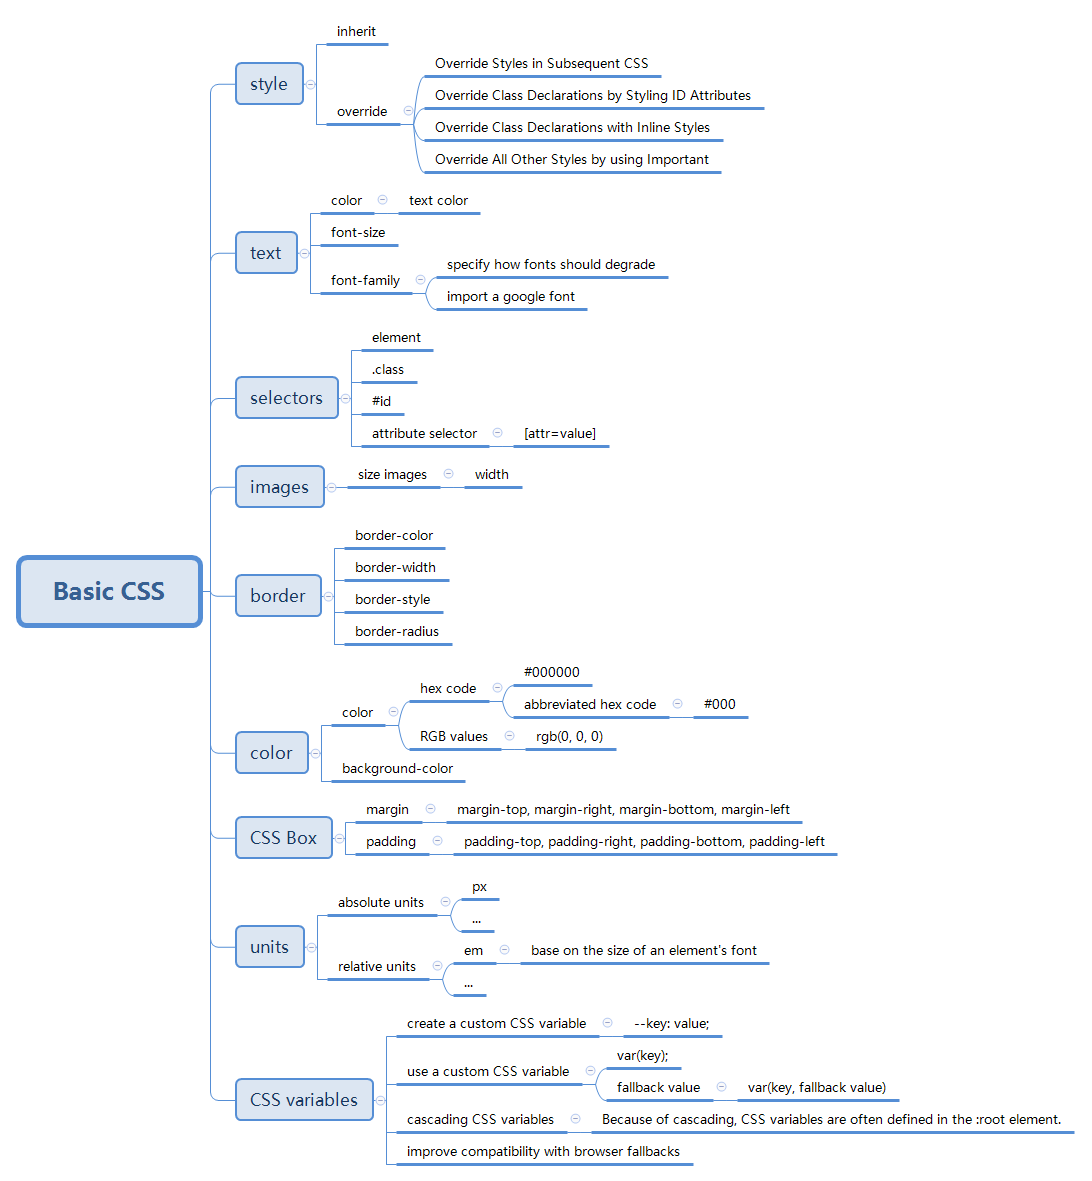 Basic CSS
style
inherit
override
Override Styles in Subsequent CSS
Override Class Declarations by Styling ID Attributes
Override Class Declarations with Inline Styles
Override All Other Styles by using Important
text
color
text color
font-size
font-family
specify how fonts should degrade
import a google font
selectors
element
.class
#id
attribute selector
[attr=value]
images
size images
width
border
border-color
border-width
border-style
border-radius
color
color
hex code
#000000
abbreviated hex code
#000
RGB values
rgb(0, 0, 0)
background-color
CSS Box
margin
margin-top, margin-right, margin-bottom, margin-left
padding
padding-top, padding-right, padding-bottom, padding-left
units
absolute units
px
...
relative units
em
base on the size of an element's font
...
CSS variables
create a custom CSS variable
--key: value;
use a custom CSS variable
var(key);
fallback value
var(key, fallback value)
cascading CSS variables
Because of cascading, CSS variables are often defined in the :root element.
improve compatibility with browser fallbacks